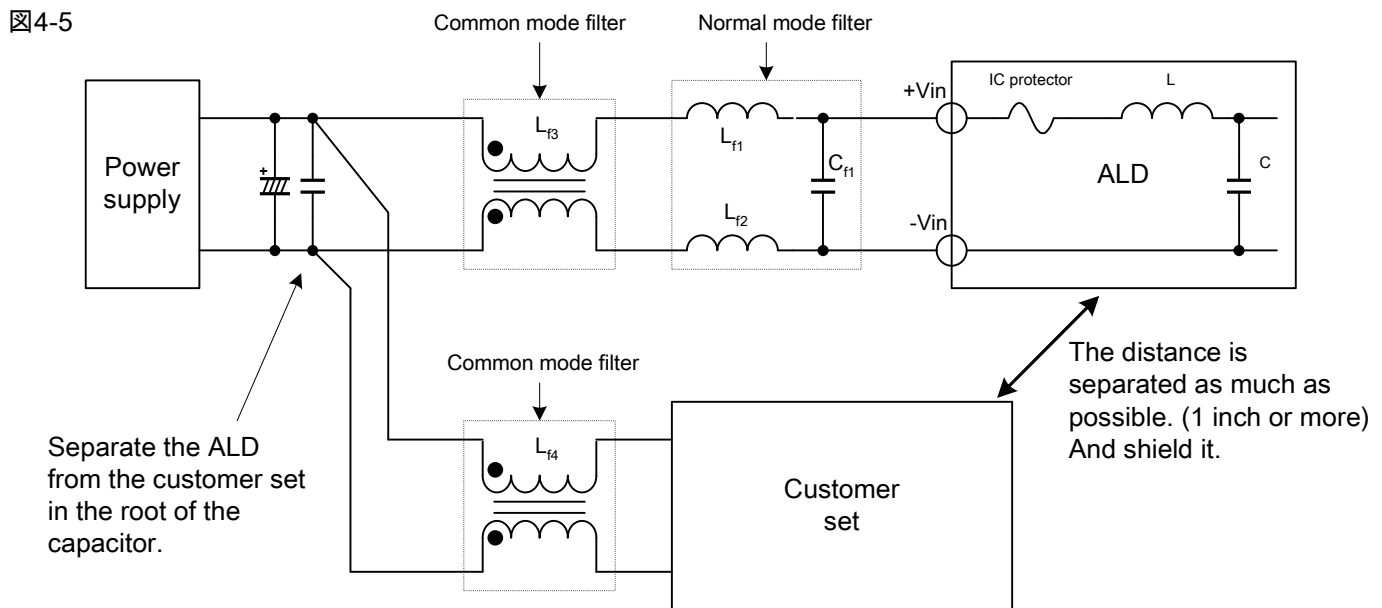 図4-5
Common mode filter
Normal mode filter
Power
supply
+
Lf3
Lf1
Lf2
Cf1
+Vin
-Vin
IC protector
L
C
ALD
Separate the ALD
from the customer set
in the root of the
capacitor.
Common mode filter
Lf4
Customer
set
The distance is
separated as much as
possible. (1 inch or more)
And shield it.